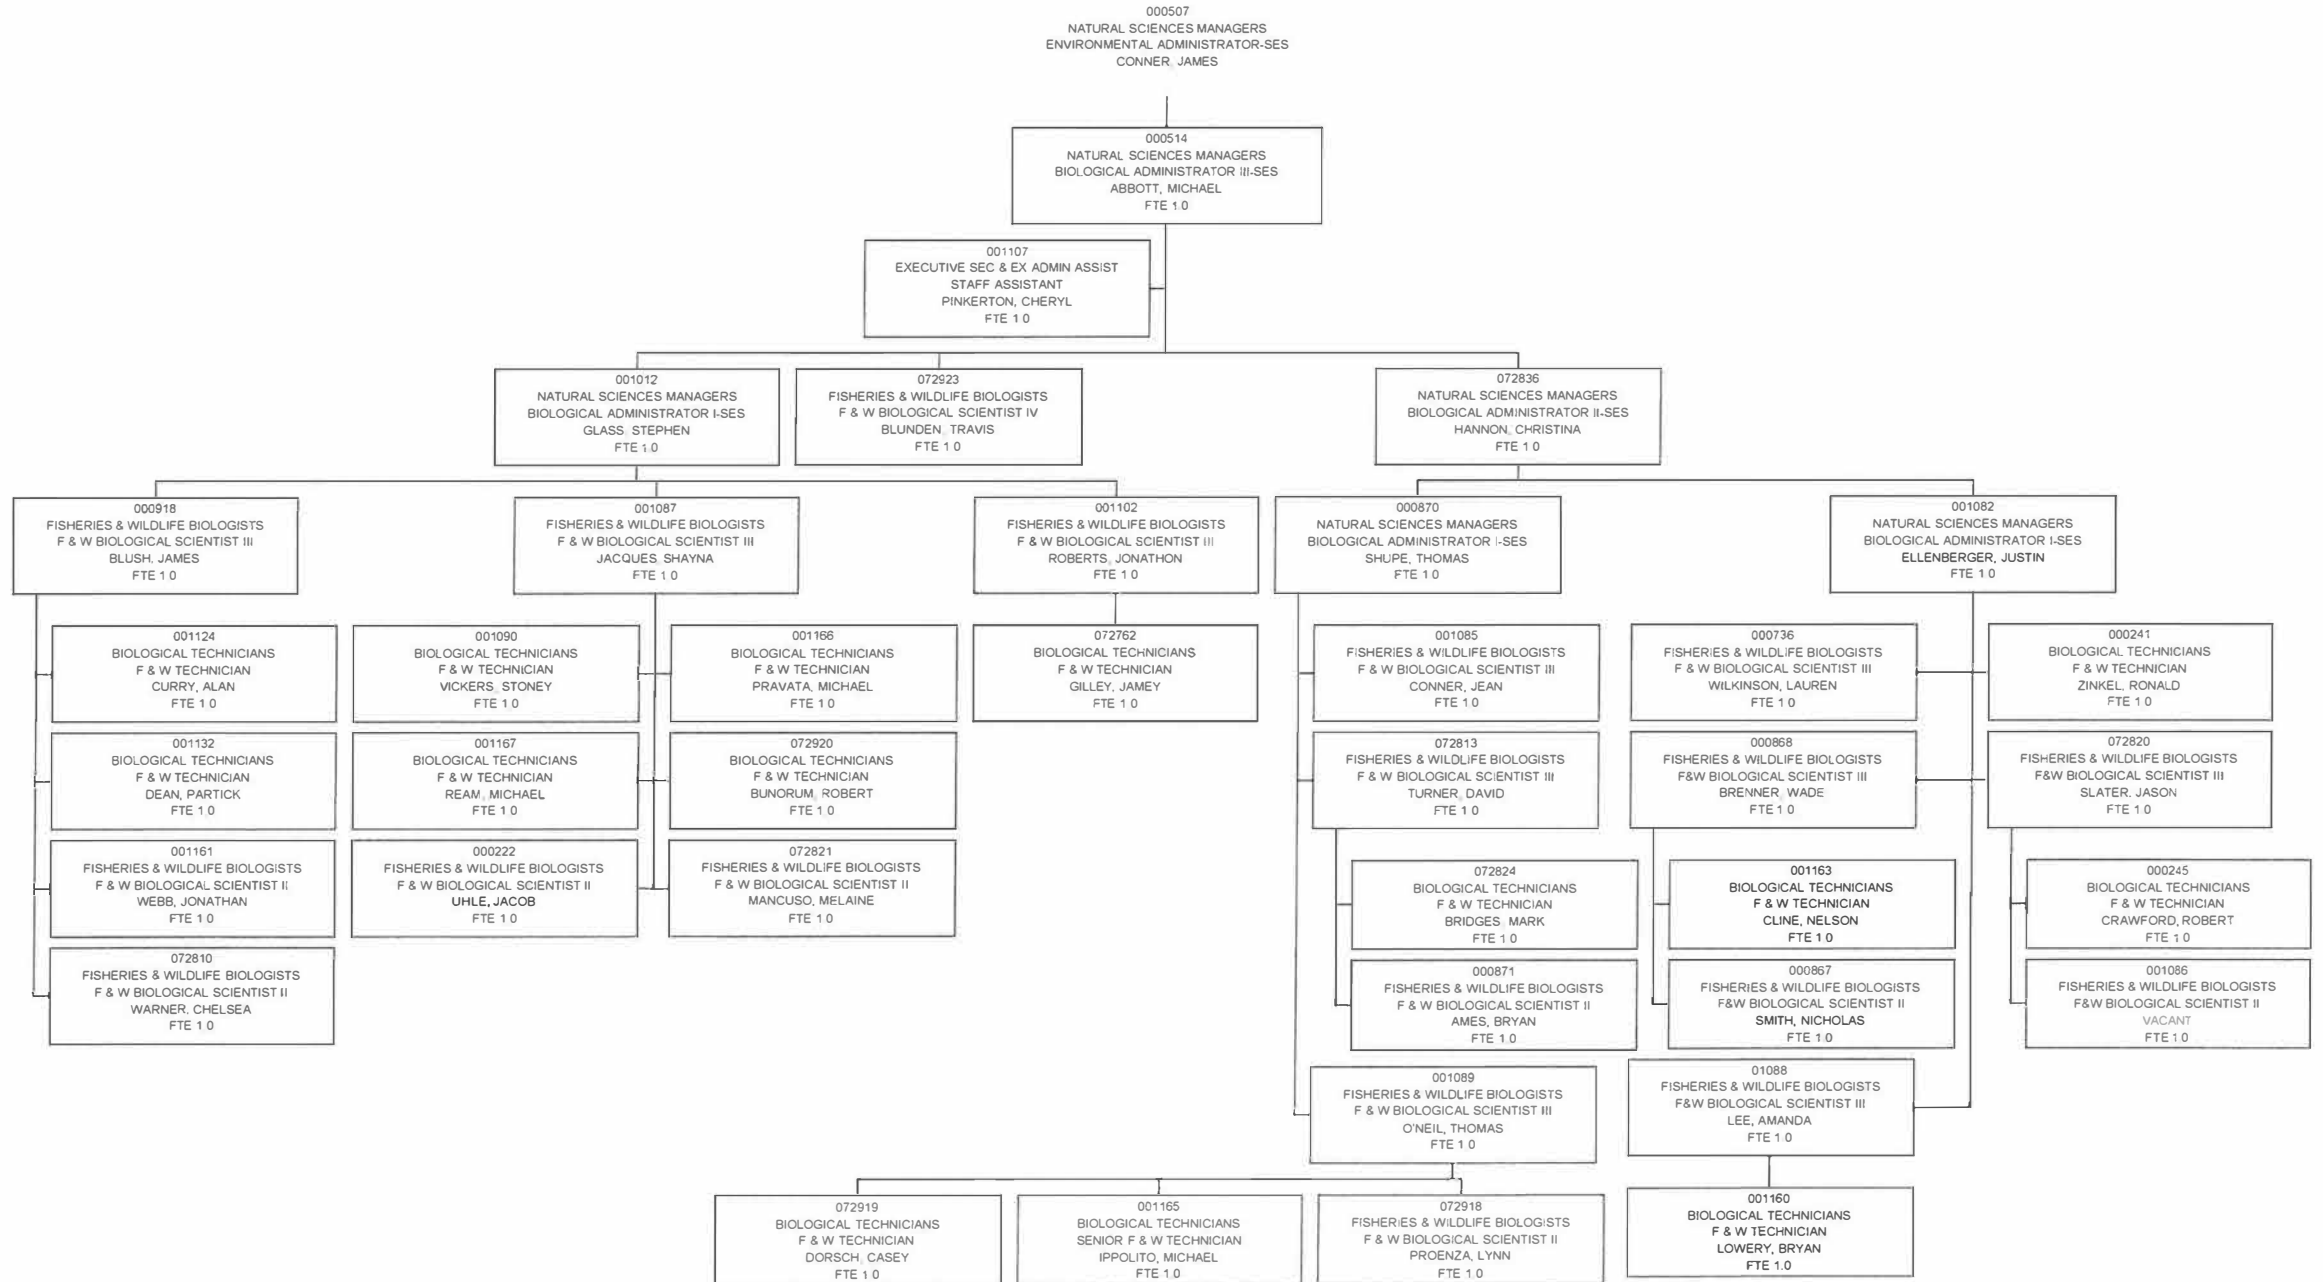 000507
NATURAL SCIENCES MANAGERS
ENVIRONMENTAL ADMINISTRATOR-SES
CONNER, JAMES
000514
NATURAL SCIENCES MANAGERS
BIOLOGICAL ADMINISTRATOR III-SES
ABBOTT, MICHAEL
FTE 1 0
001107
EXECUTIVE SEC & EX ADMIN ASSIST
STAFF ASSISTANT
PINKERTON, CHERYL
FTE 1 0
001012
NATURAL SCIENCES MANAGERS
BIOLOGICAL ADMINISTRATOR I-SES
GLASS, STEPHEN
FTE 1.0
072923
FISHERIES & WILDLIFE BIOLOGISTS
F & W BIOLOGICAL SCIENTIST IV
BLUNDEN, TRAVIS
FTE 1 0
072836
NATURAL SCIENCES MANAGERS
BIOLOGICAL ADMINISTRATOR II-SES
HANNON, CHRISTINA
FTE 1 0
000918
FISHERIES & WILDLIFE BIOLOGISTS
F & W BIOLOGICAL SCIENTIST III
BLUSH, JAMES
FTE 1 0
001087
FISHERIES & WILDLIFE BIOLOGISTS
F & W BIOLOGICAL SCIENTIST III
JACQUES, SHAYNA
FTE 1 0
001102
FISHERIES & WILDLIFE BIOLOGISTS
F & W BIOLOGICAL SCIENTIST III
ROBERTS, JONATHON
FTE 1 0
000870
NATURAL SCIENCES MANAGERS
BIOLOGICAL ADMINISTRATOR I-SES
SHUPE, THOMAS
FTE 1 0
001082
NATURAL SCIENCES MANAGERS
BIOLOGICAL ADMINISTRATOR I-SES
ELLENBERGER, JUSTIN
FTE 1 0
001124
BIOLOGICAL TECHNICIANS
F & W TECHNICIAN
CURRY, ALAN
FTE 1 0
001090
BIOLOGICAL TECHNICIANS
F & W TECHNICIAN
VICKERS, STONEY
FTE 1 0
001166
BIOLOGICAL TECHNICIANS
F & W TECHNICIAN
PRAVATA, MICHAEL
FTE 1 0
072762
BIOLOGICAL TECHNICIANS
F & W TECHNICIAN
GILLEY, JAMEY
FTE 1 0
001085
FISHERIES & WILDLIFE BIOLOGISTS
F & W BIOLOGICAL SCIENTIST III
CONNER, JEAN
FTE 1 0
000736
FISHERIES & WILDLIFE BIOLOGISTS
F & W BIOLOGICAL SCIENTIST III
WILKINSON, LAUREN
FTE 1 0
000241
BIOLOGICAL TECHNICIANS
F & W TECHNICIAN
ZINKEL, RONALD
FTE 1 0
001132
BIOLOGICAL TECHNICIANS
F & W TECHNICIAN
DEAN, PARTICK
FTE 1 0
001167
BIOLOGICAL TECHNICIANS
F & W TECHNICIAN
REAM, MICHAEL
FTE 1 0
072920
BIOLOGICAL TECHNICIANS
F & W TECHNICIAN
BUNORUM, ROBERT
FTE 1 0
072813
FISHERIES & WILDLIFE BIOLOGISTS
F & W BIOLOGICAL SCIENTIST III
TURNER, DAVID
FTE 1 0
000868
FISHERIES & WILDLIFE BIOLOGISTS
F&W BIOLOGICAL SCIENTIST III
BRENNER, WADE
FTE 1 0
072820
FISHERIES & WILDLIFE BIOLOGISTS
F&W BIOLOGICAL SCIENTIST III
SLATER, JASON
FTE 1 0
001161
FISHERIES & WILDLIFE BIOLOGISTS
F & W BIOLOGICAL SCIENTIST II
WEBB, JONATHAN
FTE 1 0
000222
FISHERIES & WILDLIFE BIOLOGISTS
F & W BIOLOGICAL SCIENTIST II
UHLE, JACOB
FTE 1 0
072821
FISHERIES & WILDLIFE BIOLOGISTS
F & W BIOLOGICAL SCIENTIST II
MANCUSO, MELAINE
FTE 1 0
072824
BIOLOGICAL TECHNICIANS
F & W TECHNICIAN
BRIDGES, MARK
FTE 1 0
001163
BIOLOGICAL TECHNICIANS
F & W TECHNICIAN
CLINE, NELSON
FTE 1 0
000245
BIOLOGICAL TECHNICIANS
F & W TECHNICIAN
CRAWFORD, ROBERT
FTE 1 0
072810
FISHERIES & WILDLIFE BIOLOGISTS
F & W BIOLOGICAL SCIENTIST II
WARNER, CHELSEA
FTE 1 0
000871
FISHERIES & WILDLIFE BIOLOGISTS
F & W BIOLOGICAL SCIENTIST II
AMES, BRYAN
FTE 1.0
000867
FISHERIES & WILDLIFE BIOLOGISTS
F&W BIOLOGICAL SCIENTIST II
SMITH, NICHOLAS
FTE 1 0
001086
FISHERIES & WILDLIFE BIOLOGISTS
F&W BIOLOGICAL SCIENTIST II
VACANT
FTE 1 0
001089
FISHERIES & WILDLIFE BIOLOGISTS
F & W BIOLOGICAL SCIENTIST III
O'NEIL, THOMAS
FTE 1 0
01088
FISHERIES & WILDLIFE BIOLOGISTS
F&W BIOLOGICAL SCIENTIST III
LEE, AMANDA
FTE 1 0
072919
BIOLOGICAL TECHNICIANS
F & W TECHNICIAN
DORSCH, CASEY
FTE 1 0
001165
BIOLOGICAL TECHNICIANS
SENIOR F & W TECHNICIAN
IPPOLITO, MICHAEL
FTE 1.0
072918
FISHERIES & WILDLIFE BIOLOGISTS
F & W BIOLOGICAL SCIENTIST II
PROENZA, LYNN
FTE 1.0
001160
BIOLOGICAL TECHNICIANS
F & W TECHNICIAN
LOWERY, BRYAN
FTE 1.0